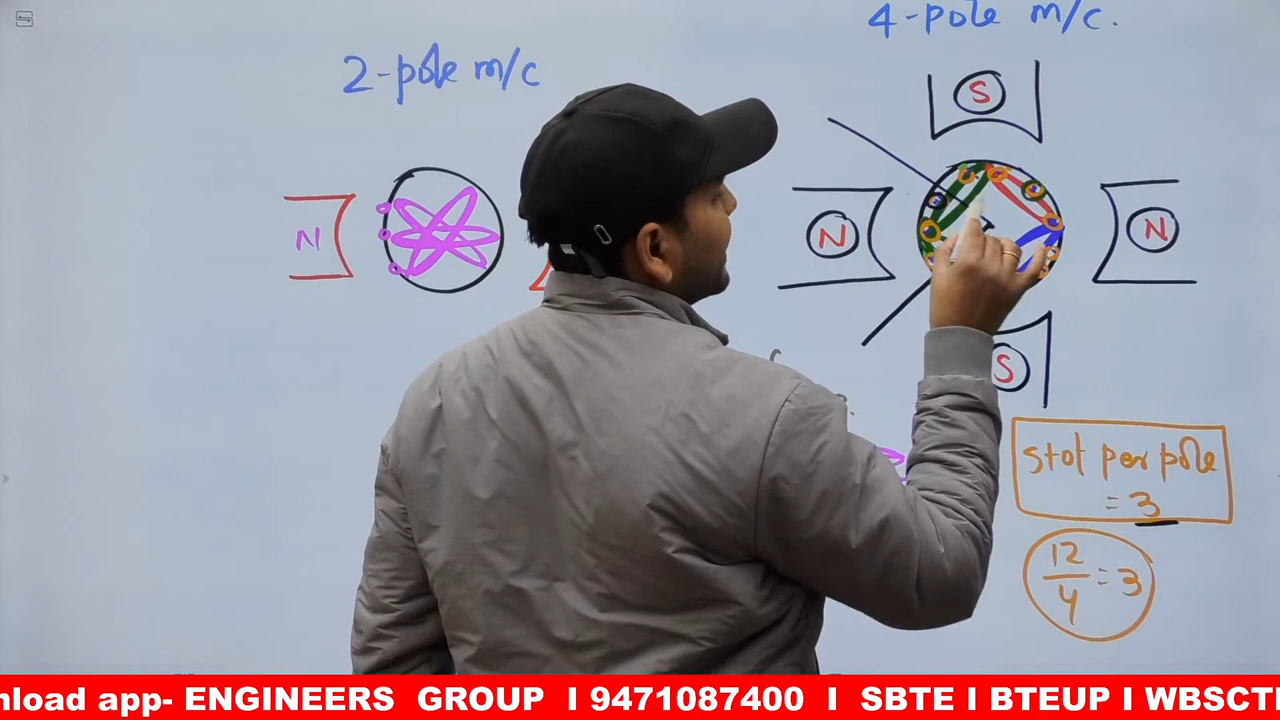 4-pole m/c.
2-pole m/c
S
N
N
N
S
slot per pole
= 3
12
4
= 3
nload app- ENGINEERS GROUP I 9471087400 I SBTE I BTEUP I WBSCT